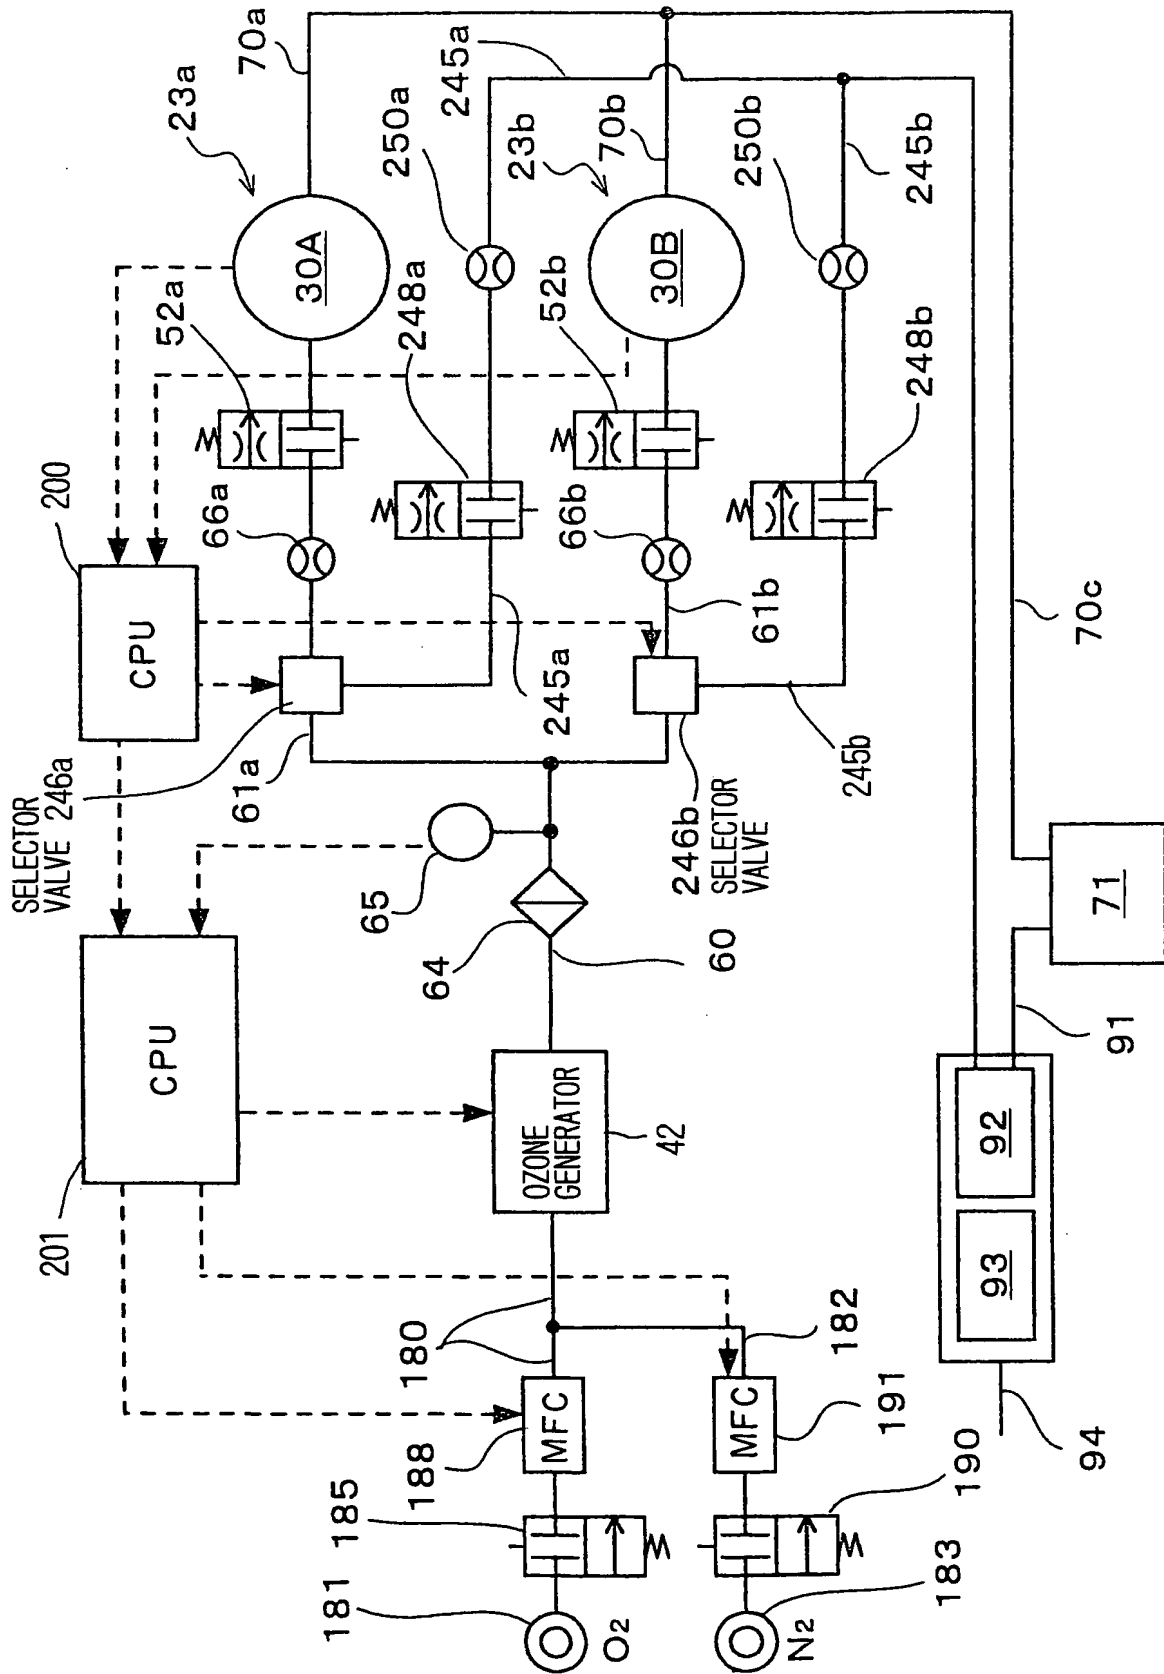 23a
70a
30A
52a
66a
250a
245a
248a
200
CPU
245a
SELECTOR
VALVE 246a
61a
23b
70b
30B
52b
66b
61b
250b
245b
248b
245b
246b
SELECTOR
VALVE
70c
65
64
60
201
CPU
OZONE
GENERATOR
42
180
182
MFC
188
MFC
191
185
190
181
O2
183
N2
71
91
92
93
94